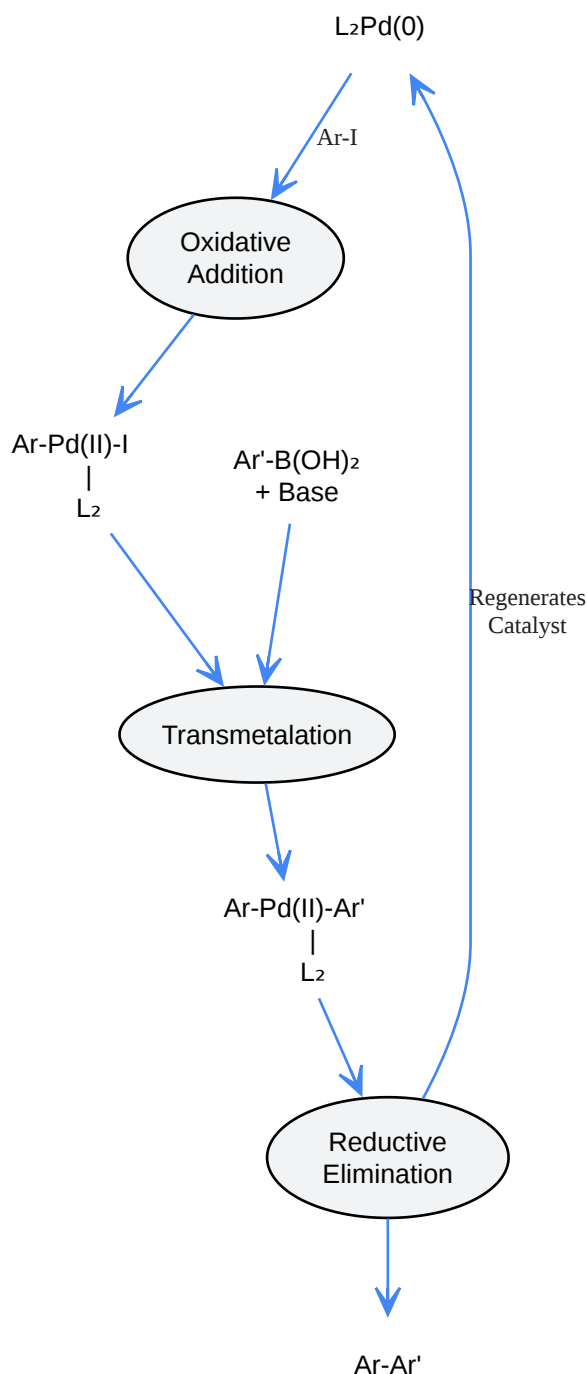 L₂Pd(0)
Ar-I
Oxidative
Addition
Ar-Pd(II)-I
|
L₂
Ar'-B(OH)₂
+ Base
Regenerates
Catalyst
Transmetalation
Ar-Pd(II)-Ar'
|
L₂
Reductive
Elimination
Ar-Ar'